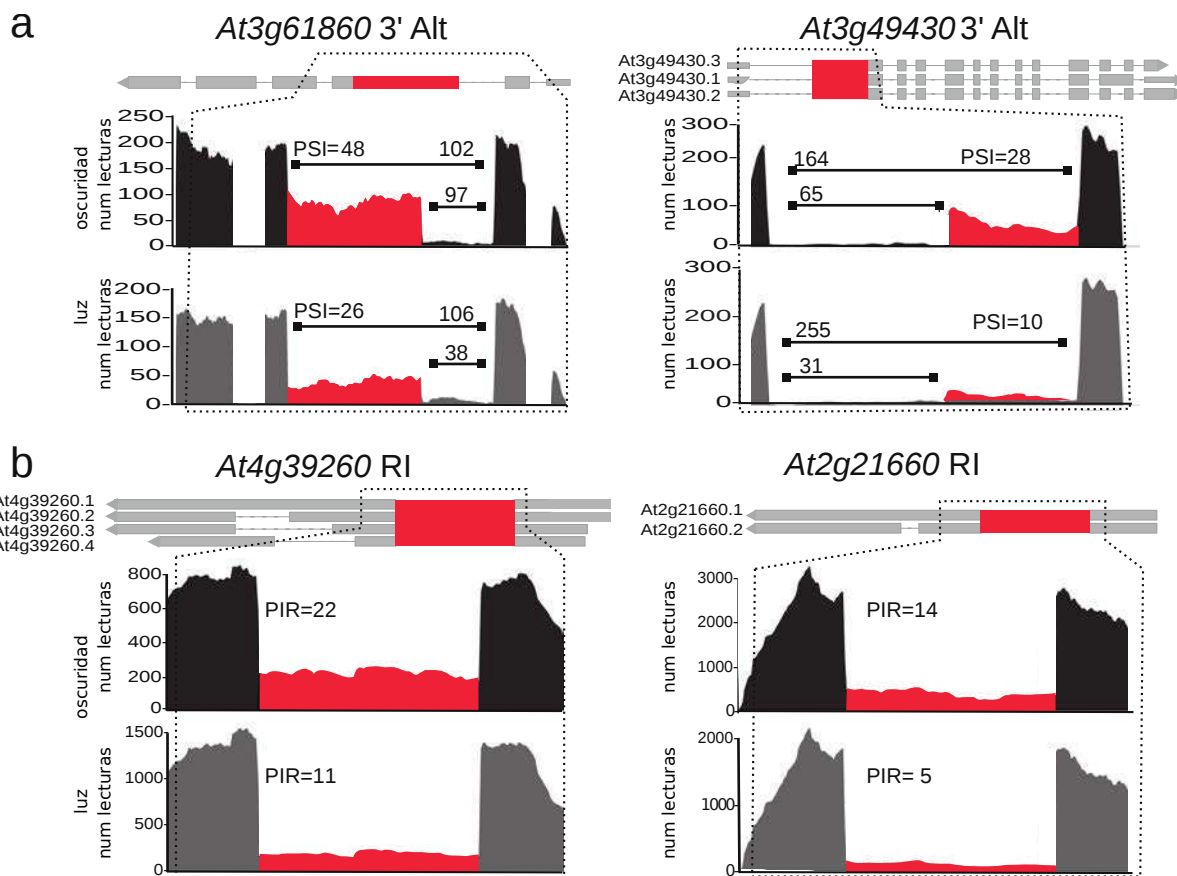 a
At3g61860 3' Alt
At3g49430 3' Alt
At3g49430.3
At3g49430.1
At3g49430.2
oscuridad
num lecturas
250
200
150
100
50
0
PSI=48
102
97
num lecturas
300
200
100
0
164
PSI=28
65
luz
num lecturas
200
150
100
50
0
PSI=26
106
38
num lecturas
300
200
100
0
255
PSI=10
31
b
At4g39260 RI
At2g21660 RI
At4g39260.1
At4g39260.2
At4g39260.3
At4g39260.4
At2g21660.1
At2g21660.2
oscuridad
num lecturas
800
600
400
200
0
PIR=22
num lecturas
3000
2000
1000
0
PIR=14
luz
num lecturas
1500
1000
500
0
PIR=11
num lecturas
2000
1000
0
PIR= 5